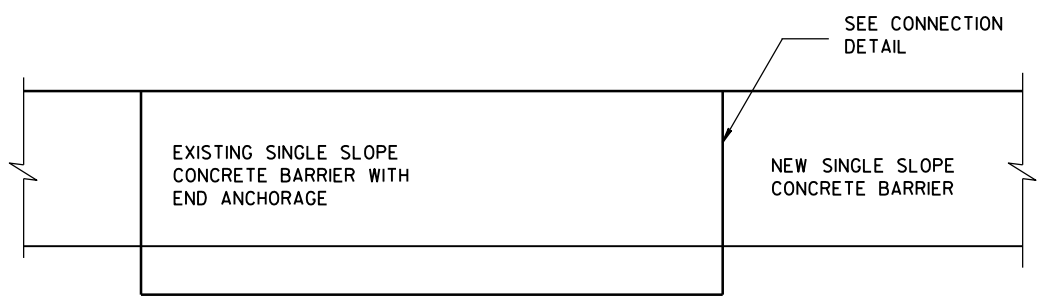 SEE CONNECTION
DETAIL
EXISTING SINGLE SLOPE
CONCRETE BARRIER WITH
END ANCHORAGE
NEW SINGLE SLOPE
CONCRETE BARRIER